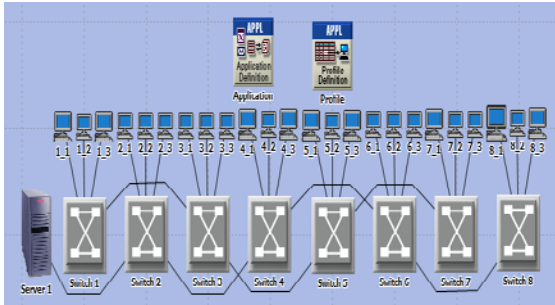 APPL
Application
Definition
Application
APPL
Profile
Definition
Profile
1_1 1_2 1_3 2_1 2_2 2_3 3_1 3_2 3_3 4_1 4_2 4_3 5_1 5_2 5_3 6_1 6_2 6_3 7_1 7_2 7_3 8_1 8_2 8_3
Server 1 Switch 1 Switch 2 Switch 3 Switch 4 Switch 5 Switch 6 Switch 7 Switch 8